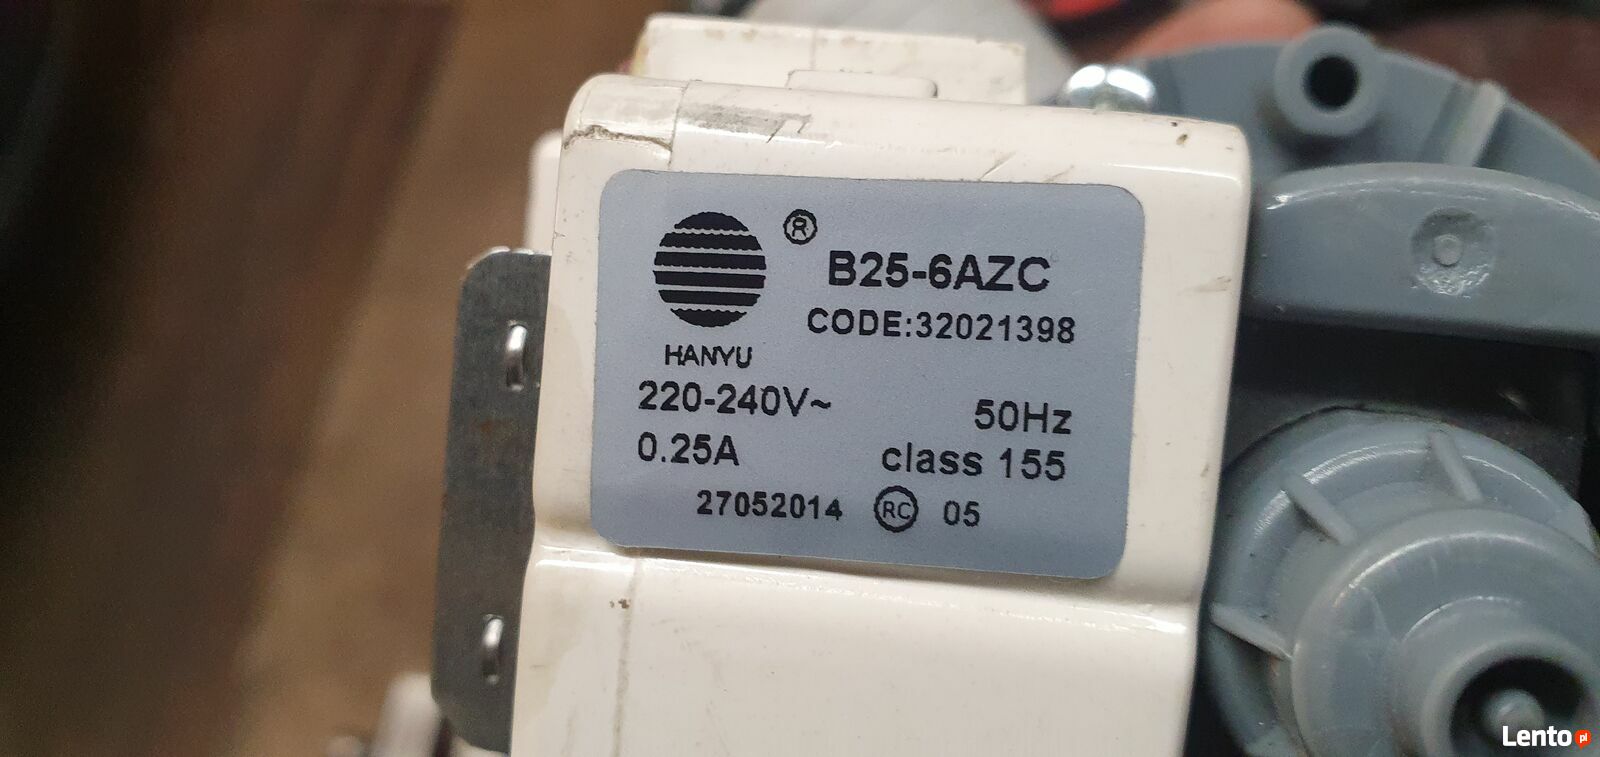 ®
B25-6AZC
CODE:32021398
HANYU
220-240V~ 50Hz
0.25A class 155
27052014 RC 05
Lento pl